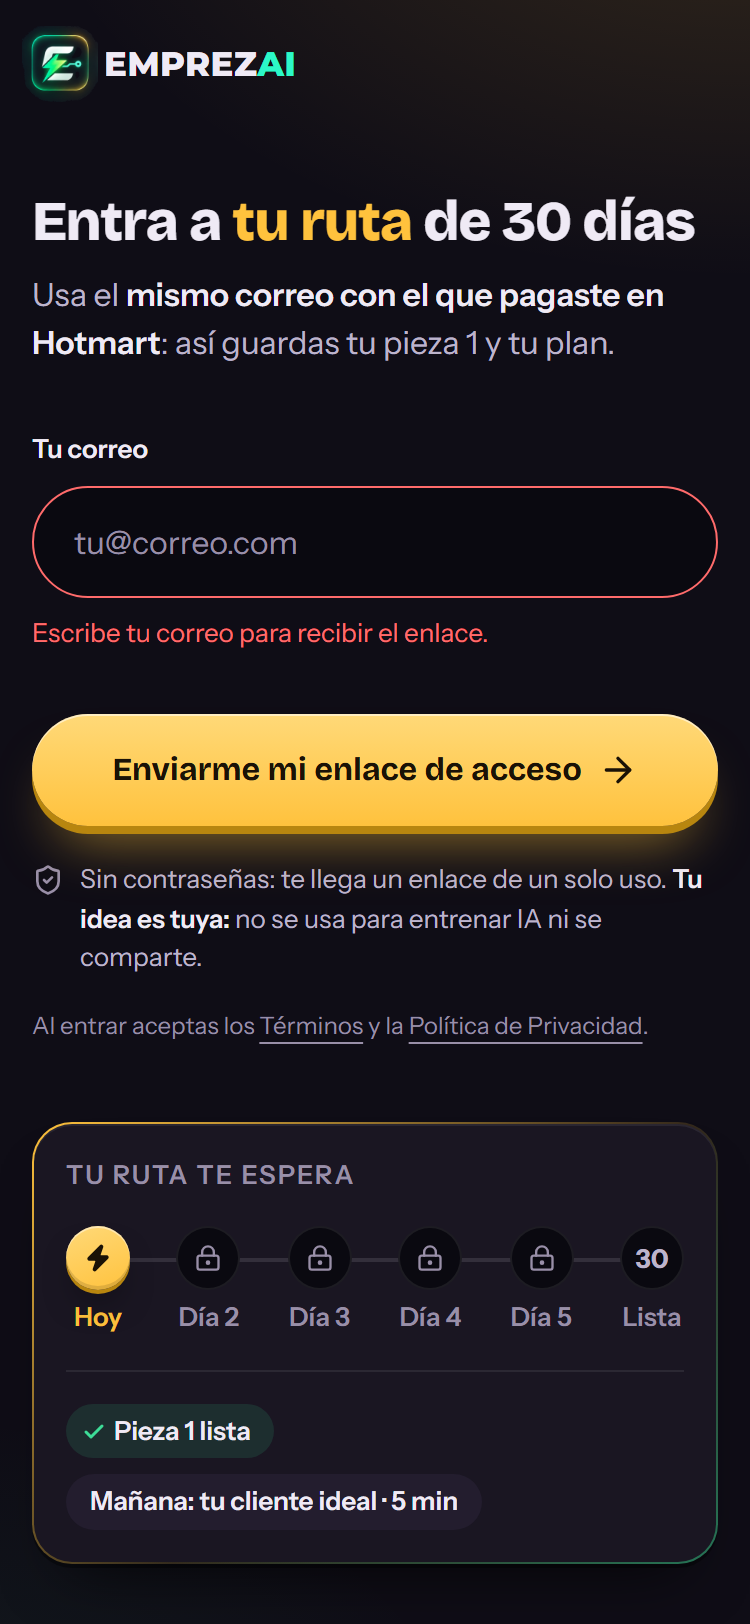 EMPREZAI
Entra a tu ruta de 30 días
Usa el mismo correo con el que pagaste en
Hotmart: así guardas tu pieza 1 y tu plan.
Tu correo
tu@correo.com
Escribe tu correo para recibir el enlace.
Enviarme mi enlace de acceso
Sin contraseñas: te llega un enlace de un solo uso. Tu
idea es tuya: no se usa para entrenar IA ni se
comparte.
Al entrar aceptas los Términos y la Política de Privacidad.
TU RUTA TE ESPERA
30
Hoy Día 2 Día 3 Día 4 Día 5 Lista
Pieza 1 lista
Mañana: tu cliente ideal · 5 min